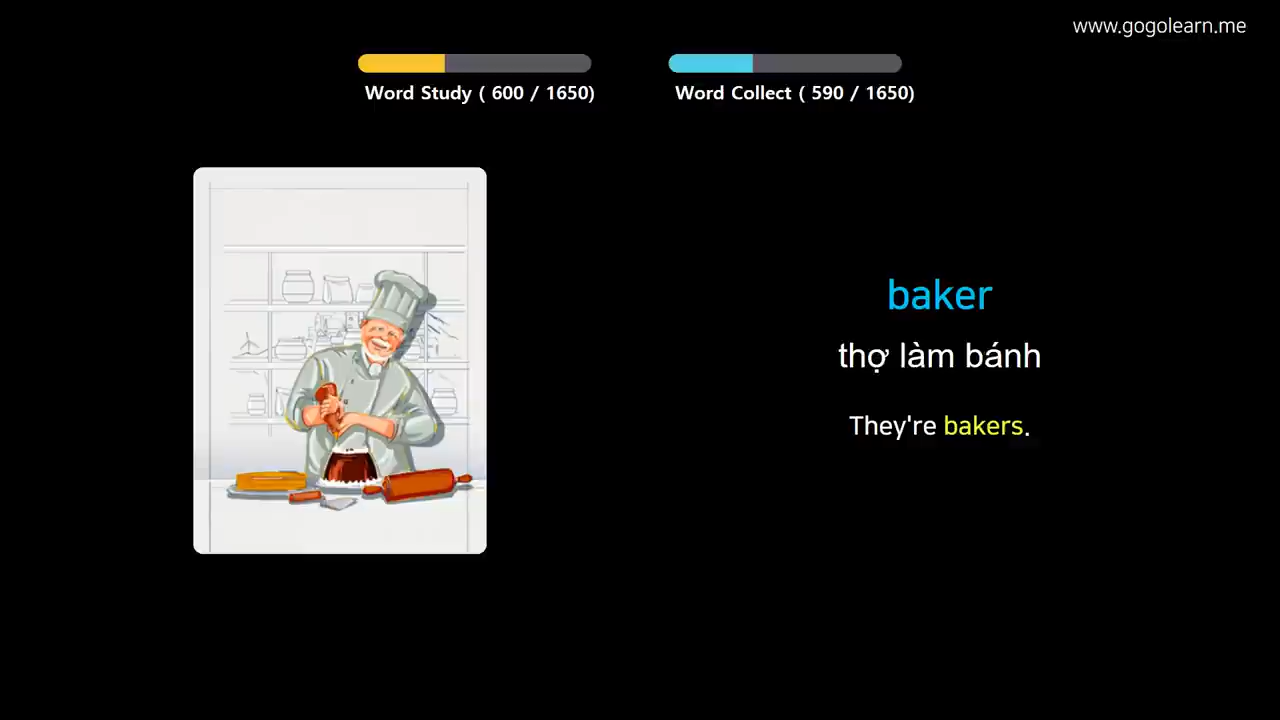 www.gogolearn.me
Word Study ( 600 / 1650)
Word Collect ( 590 / 1650)
baker
thợ làm bánh
They're bakers.